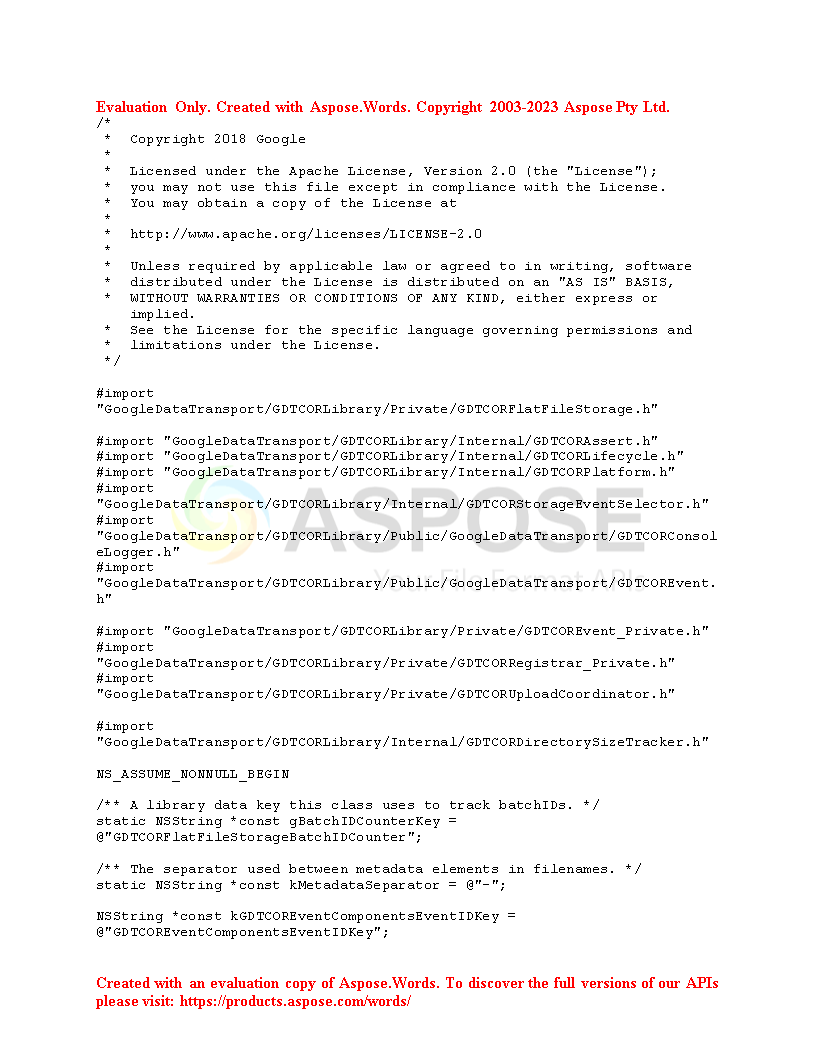 Evaluation Only. Created with Aspose.Words. Copyright 2003-2023 Aspose Pty Ltd.
/*
 *  Copyright 2018 Google
 *
 *  Licensed under the Apache License, Version 2.0 (the "License");
 *  you may not use this file except in compliance with the License.
 *  You may obtain a copy of the License at
 *
 *  http://www.apache.org/licenses/LICENSE-2.0
 *
 *  Unless required by applicable law or agreed to in writing, software
 *  distributed under the License is distributed on an "AS IS" BASIS,
 *  WITHOUT WARRANTIES OR CONDITIONS OF ANY KIND, either express or
    implied.
 *  See the License for the specific language governing permissions and
 *  limitations under the License.
 */

#import
"GoogleDataTransport/GDTCORLibrary/Private/GDTCORFlatFileStorage.h"

#import "GoogleDataTransport/GDTCORLibrary/Internal/GDTCORAssert.h"
#import "GoogleDataTransport/GDTCORLibrary/Internal/GDTCORLifecycle.h"
#import "GoogleDataTransport/GDTCORLibrary/Internal/GDTCORPlatform.h"
#import
"GoogleDataTransport/GDTCORLibrary/Internal/GDTCORStorageEventSelector.h"
#import
"GoogleDataTransport/GDTCORLibrary/Public/GoogleDataTransport/GDTCORConsol
eLogger.h"
#import
"GoogleDataTransport/GDTCORLibrary/Public/GoogleDataTransport/GDTCOREvent.
h"

#import "GoogleDataTransport/GDTCORLibrary/Private/GDTCOREvent_Private.h"
#import
"GoogleDataTransport/GDTCORLibrary/Private/GDTCORRegistrar_Private.h"
#import
"GoogleDataTransport/GDTCORLibrary/Private/GDTCORUploadCoordinator.h"

#import
"GoogleDataTransport/GDTCORLibrary/Internal/GDTCORDirectorySizeTracker.h"

NS_ASSUME_NONNULL_BEGIN

/** A library data key this class uses to track batchIDs. */
static NSString *const gBatchIDCounterKey =
@"GDTCORFlatFileStorageBatchIDCounter";

/** The separator used between metadata elements in filenames. */
static NSString *const kMetadataSeparator = @"-";

NSString *const kGDTCOREventComponentsEventIDKey =
@"GDTCOREventComponentsEventIDKey";

ASPOSE
Your File Format APIs

Created with an evaluation copy of Aspose.Words. To discover the full versions of our APIs
please visit: https://products.aspose.com/words/